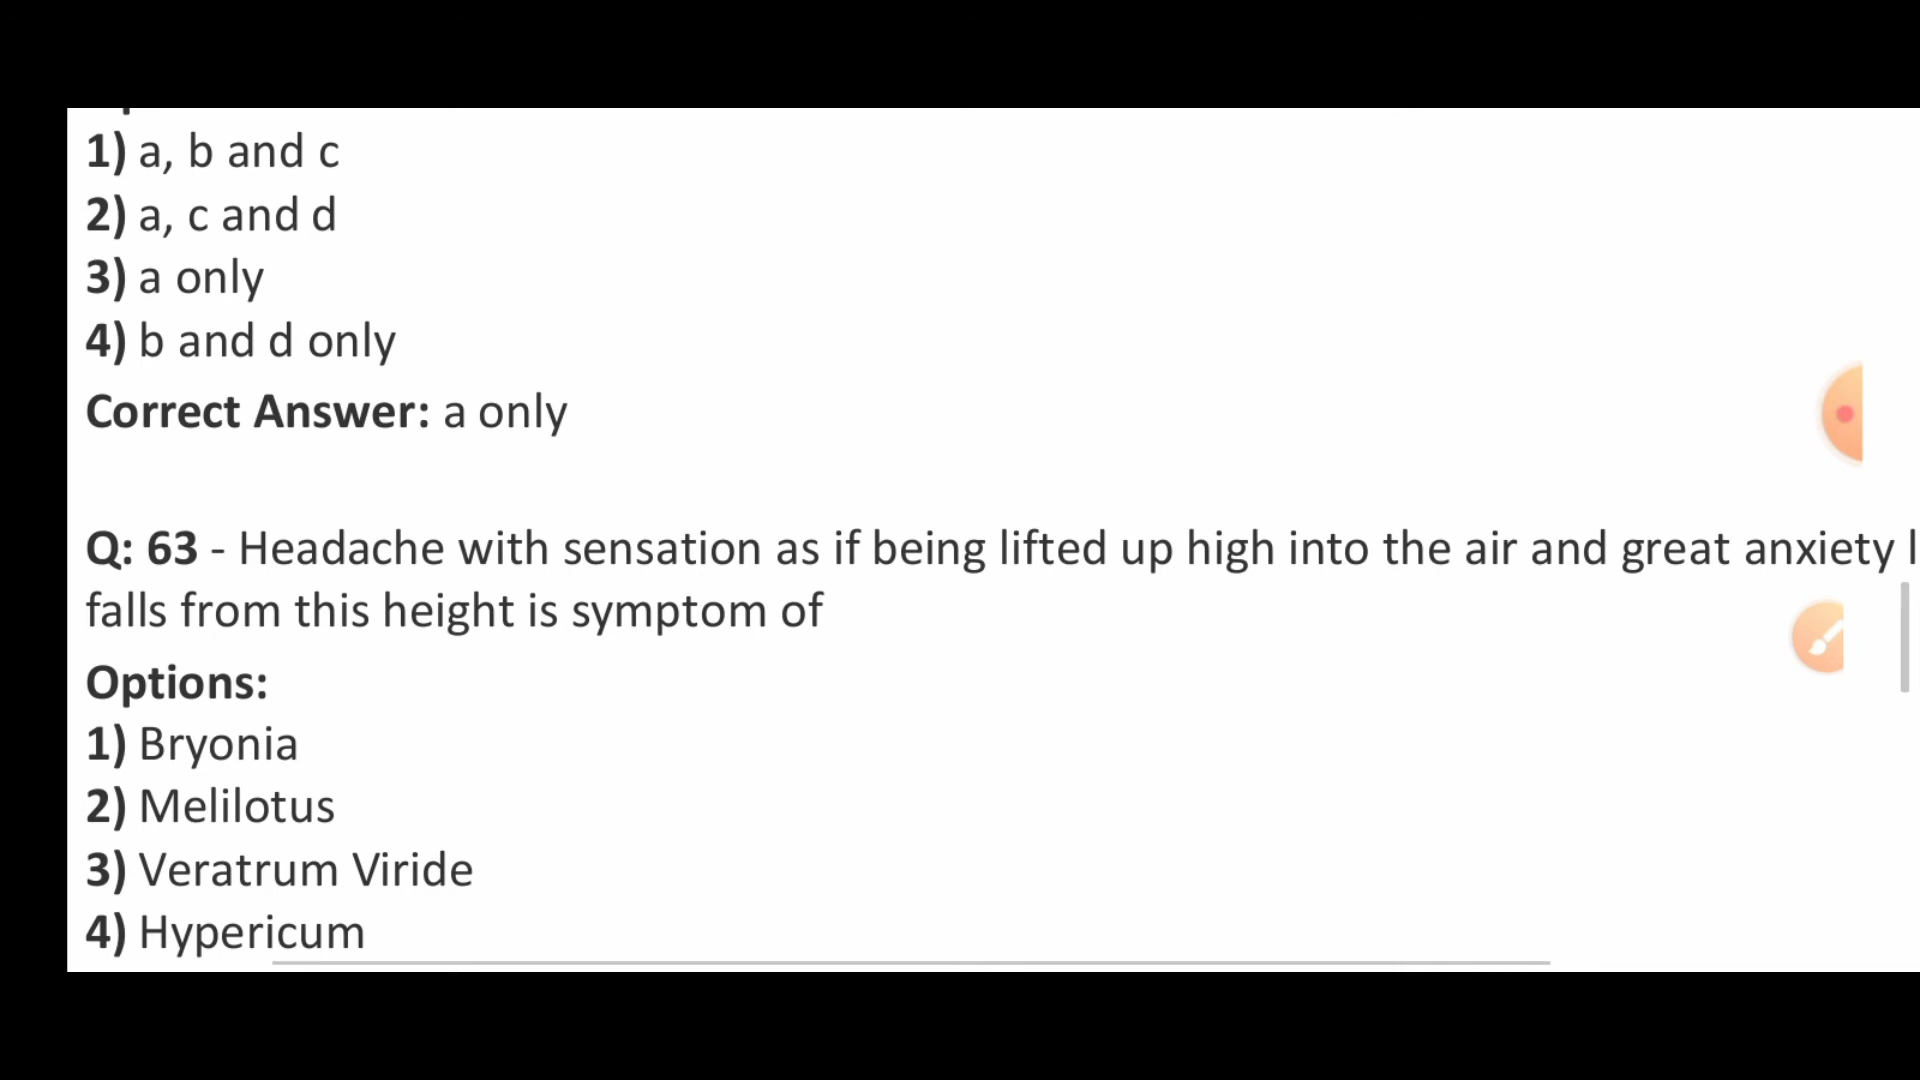 1) a, b and c
2) a, c and d
3) a only
4) b and d only
Correct Answer: a only
Q: 63 - Headache with sensation as if being lifted up high into the air and great anxiety l
falls from this height is symptom of
Options:
1) Bryonia
2) Melilotus
3) Veratrum Viride
4) Hypericum